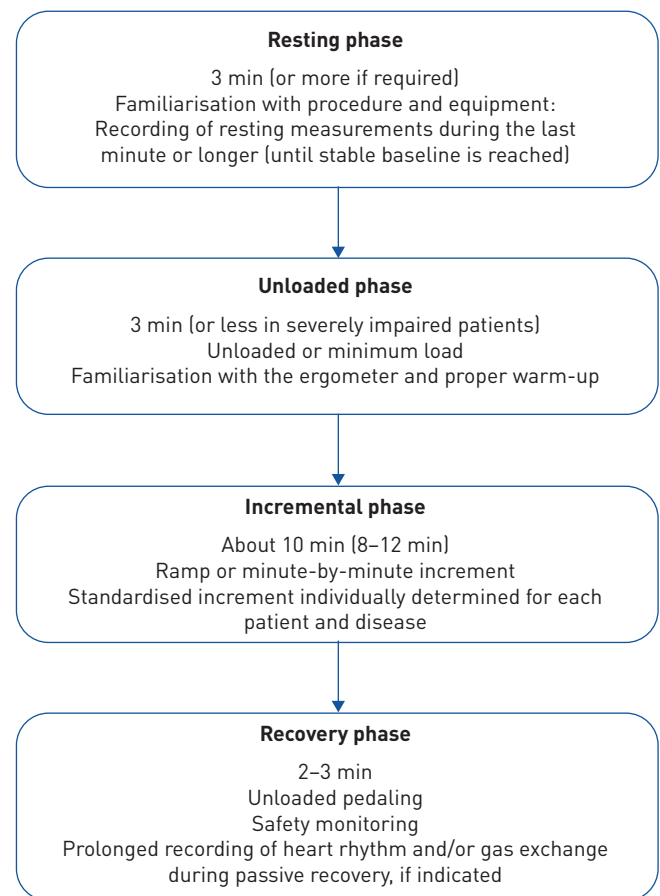 Resting phase
3 min (or more if required)
Familiarisation with procedure and equipment:
Recording of resting measurements during the last
minute or longer (until stable baseline is reached)
Unloaded phase
3 min (or less in severely impaired patients)
Unloaded or minimum load
Familiarisation with the ergometer and proper warm-up
Incremental phase
About 10 min (8–12 min)
Ramp or minute-by-minute increment
Standardised increment individually determined for each
patient and disease
Recovery phase
2–3 min
Unloaded pedaling
Safety monitoring
Prolonged recording of heart rhythm and/or gas exchange
during passive recovery, if indicated